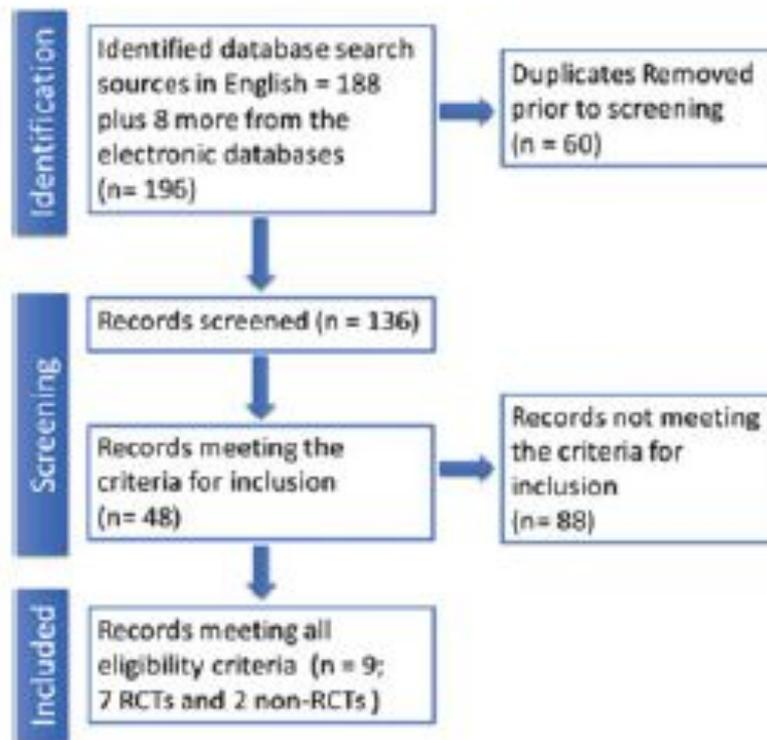 Identification
Identified database search
sources in English = 188
plus 8 more from the
electronic databases
(n= 196)
Duplicates Removed
prior to screening
(n = 60)
Screening
Records screened (n = 136)
Records meeting the
criteria for inclusion
(n= 48)
Records not meeting
the criteria for
inclusion
(n= 88)
Included
Records meeting all
eligibility criteria (n = 9;
7 RCTs and 2 non-RCTs )